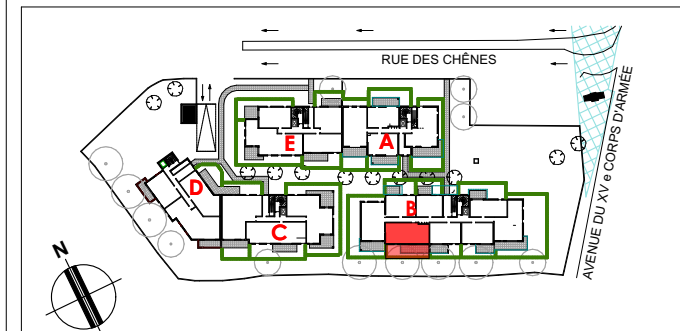 RUE DES CHÊNES
AVENUE DU XV e CORPS D'ARMÉE
E
A
D
B
C
N